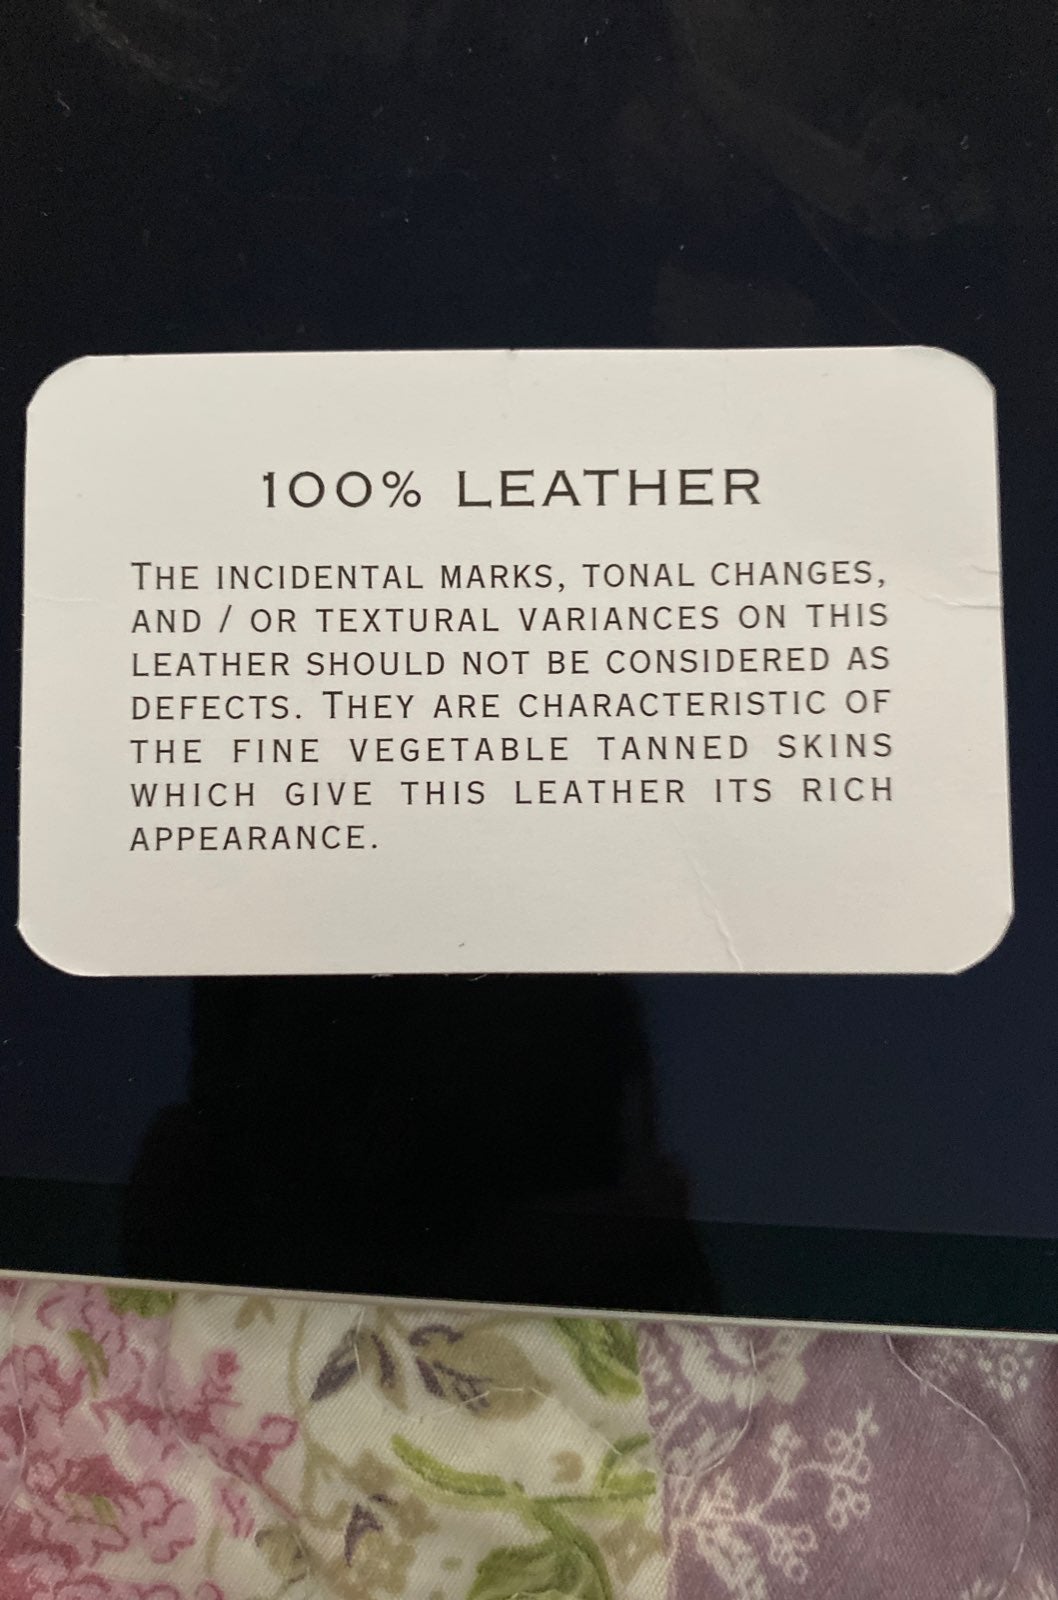 100% LEATHER
THE INCIDENTAL MARKS, TONAL CHANGES,
AND / OR TEXTURAL VARIANCES ON THIS
LEATHER SHOULD NOT BE CONSIDERED AS
DEFECTS. THEY ARE CHARACTERISTIC OF
THE FINE VEGETABLE TANNED SKINS
WHICH GIVE THIS LEATHER ITS RICH
APPEARANCE.